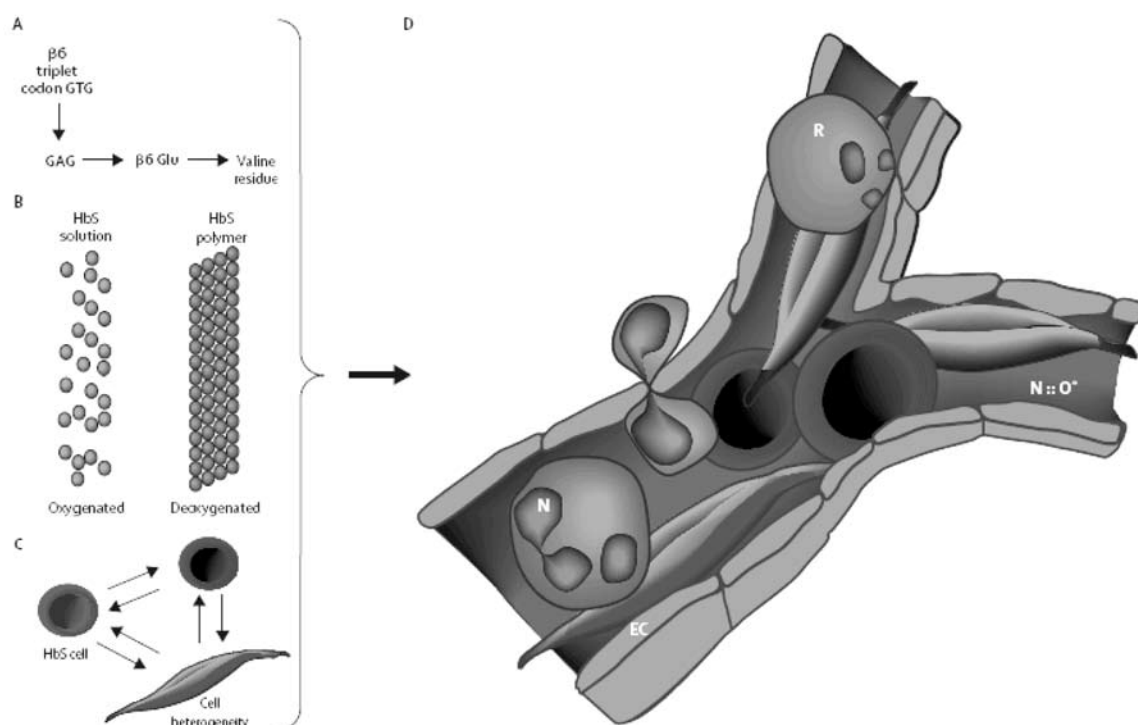 A
β6
triplet
codon GTG
GAG
β6 Glu
Valine
residue
B
HbS
solution
HbS
polymer
Oxygenated
Deoxygenated
C
HbS cell
Cell
heterogeneity
D
R
N :: O°
N
EC